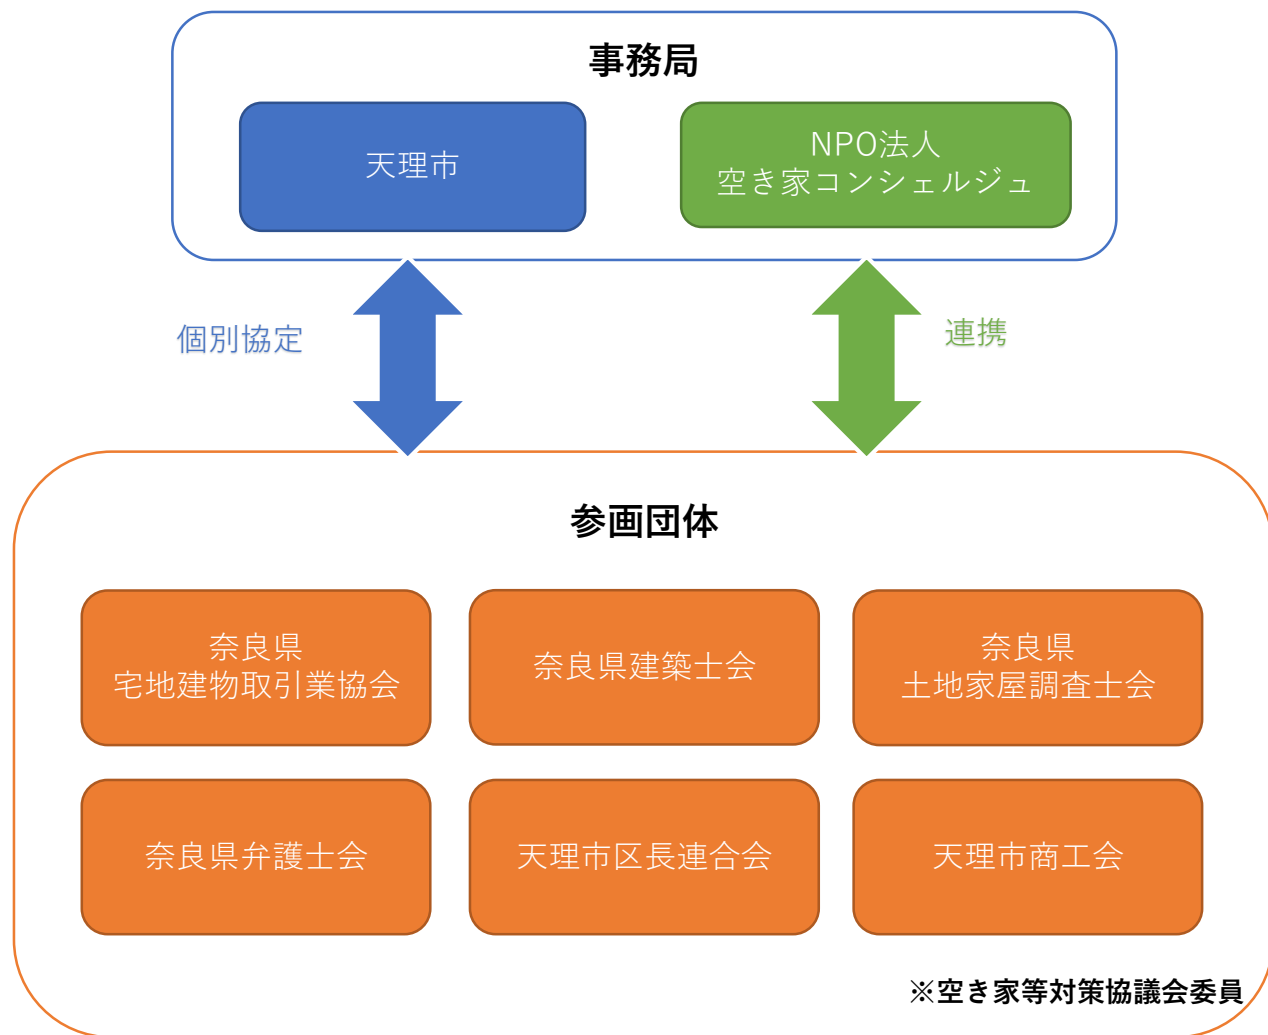 事務局
天理市
NPO法人
空き家コンシェルジュ
個別協定
連携
参画団体
奈良県
宅地建物取引業協会
奈良県建築士会
奈良県
土地家屋調査士会
奈良県弁護士会
天理市区長連合会
天理市商工会
※空き家等対策協議会委員